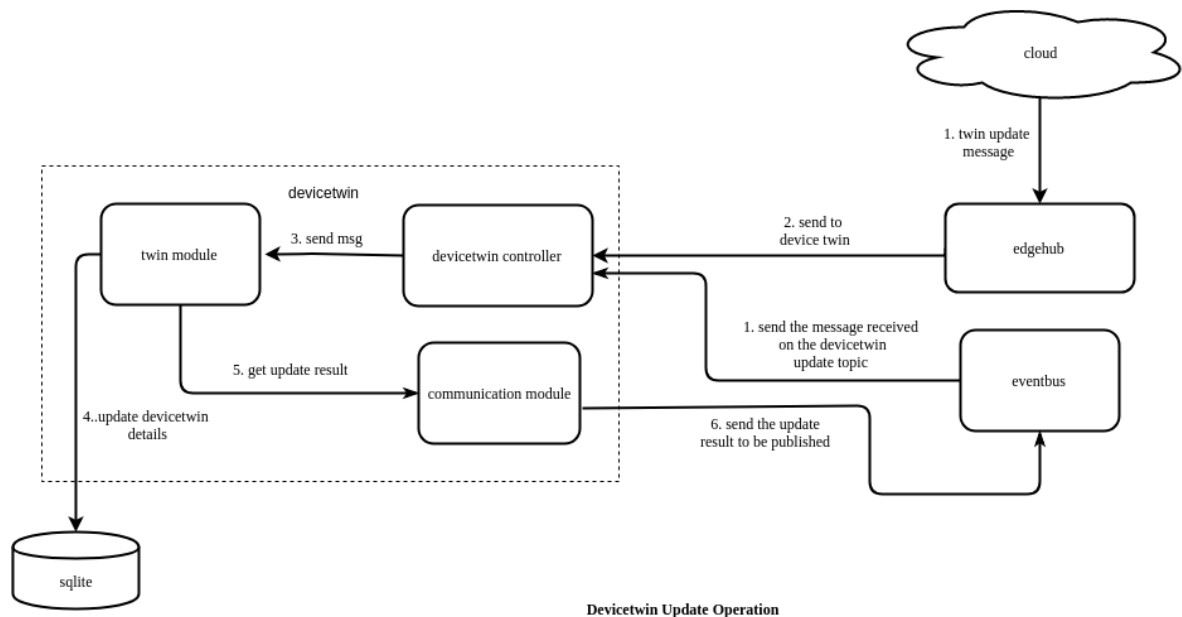 cloud
1. twin update
message
devicetwin
twin module
3. send msg
devicetwin controller
2. send to
device twin
edgehub
1. send the message received
on the devicetwin
update topic
eventbus
5. get update result
communication module
4..update devicetwin
details
6. send the update
result to be published
sqlite
Devicetwin Update Operation